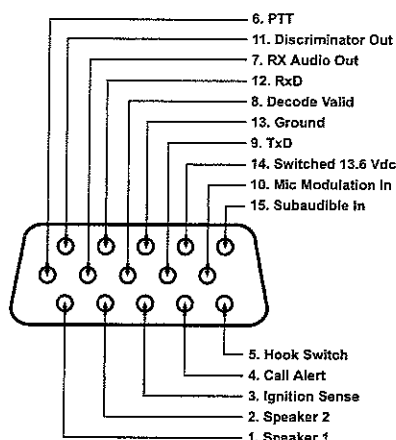 6. PTT
11. Discriminator Out
7. RX Audio Out
12. RxD
8. Decode Valid
13. Ground
9. TxD
14. Switched 13.6 Vdc
10. Mic Modulation In
15. Subaudible In
5. Hook Switch
4. Call Alert
3. Ignition Sense
2. Speaker 2
1. Speaker 1